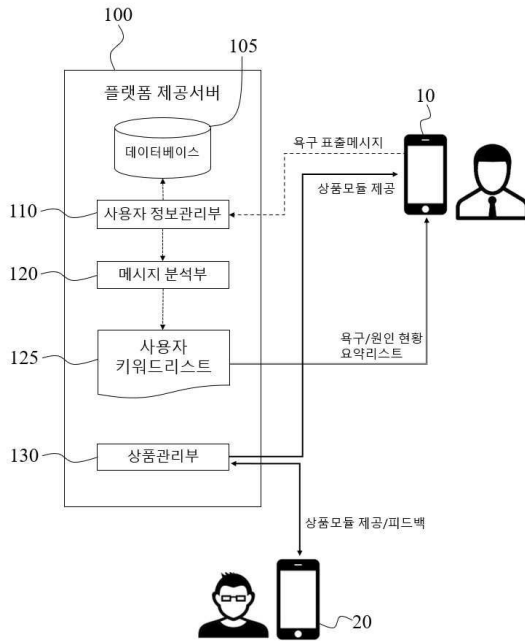 100
105
플랫폼 제공서버
10
데이터베이스
욕구 표출메시지
상품모듈 제공
110
사용자 정보관리부
120
메시지 분석부
125
사용자
키워드리스트
욕구/원인 현황
요약리스트
130
상품관리부
상품모듈 제공/피드백
20